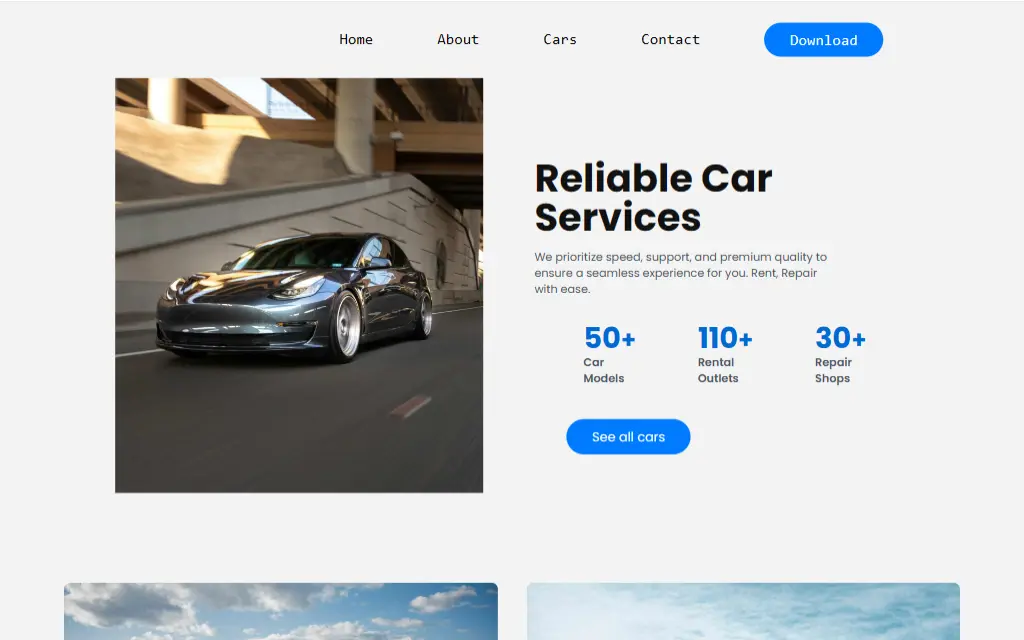 Home
About
Cars
Contact
Download
Reliable Car
Services
We prioritize speed, support, and premium quality to
ensure a seamless experience for you. Rent, Repair
with ease.
50+
Car
Models
110+
Rental
Outlets
30+
Repair
Shops
See all cars